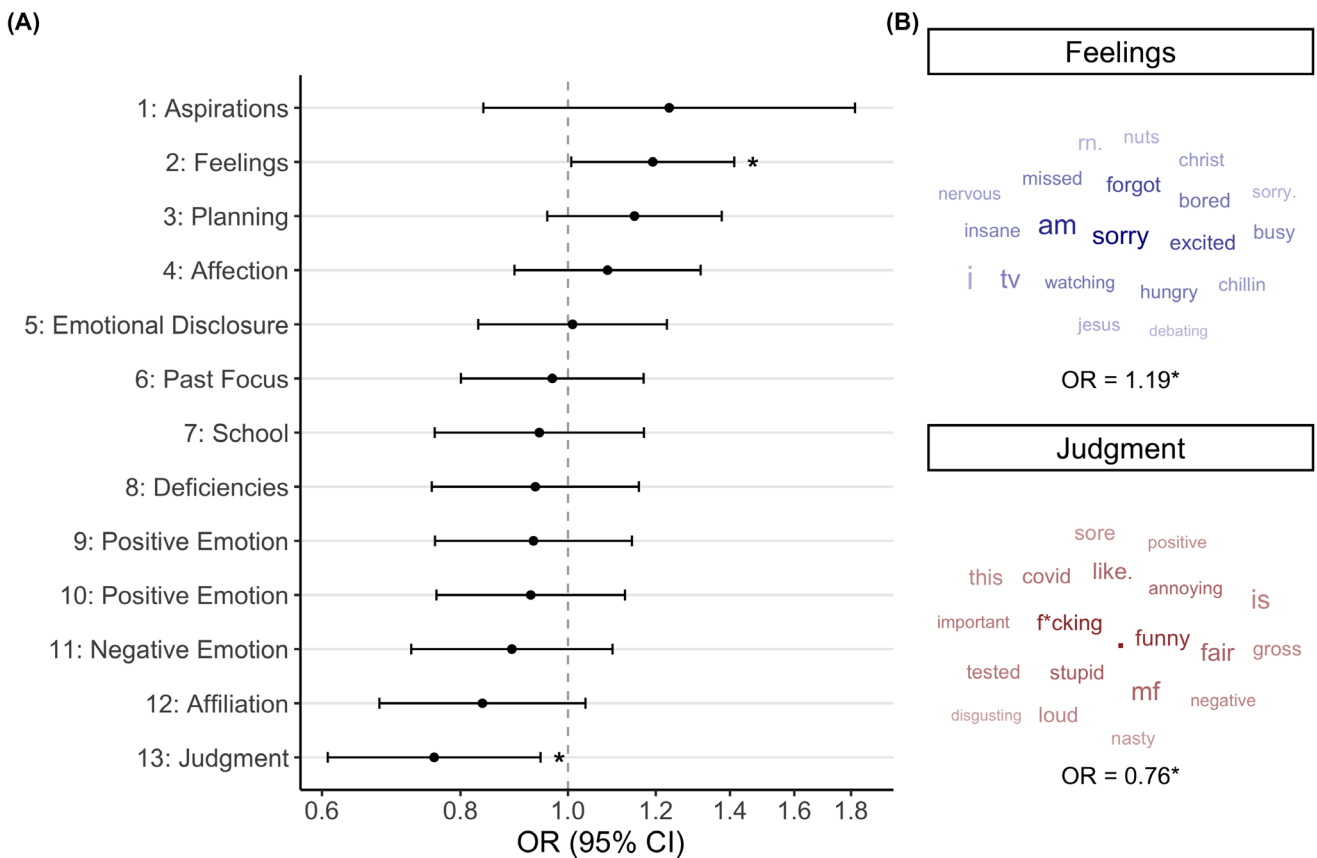 (A)
1: Aspirations
2: Feelings
*
3: Planning
4: Affection
5: Emotional Disclosure
6: Past Focus
7: School
8: Deficiencies
9: Positive Emotion
10: Positive Emotion
11: Negative Emotion
12: Affiliation
13: Judgment
*
0.6 0.8 1.0 1.2 1.4 1.6 1.8
OR (95% CI)
(B)
Feelings
rn. nuts
christ
missed forgot
nervous bored sorry.
insane am sorry excited busy
i tv watching hungry chillin
jesus debating
OR = 1.19*
Judgment
sore positive
this covid like. annoying is
important f*cking . funny fair gross
tested stupid mf negative
disgusting loud
nasty
OR = 0.76*